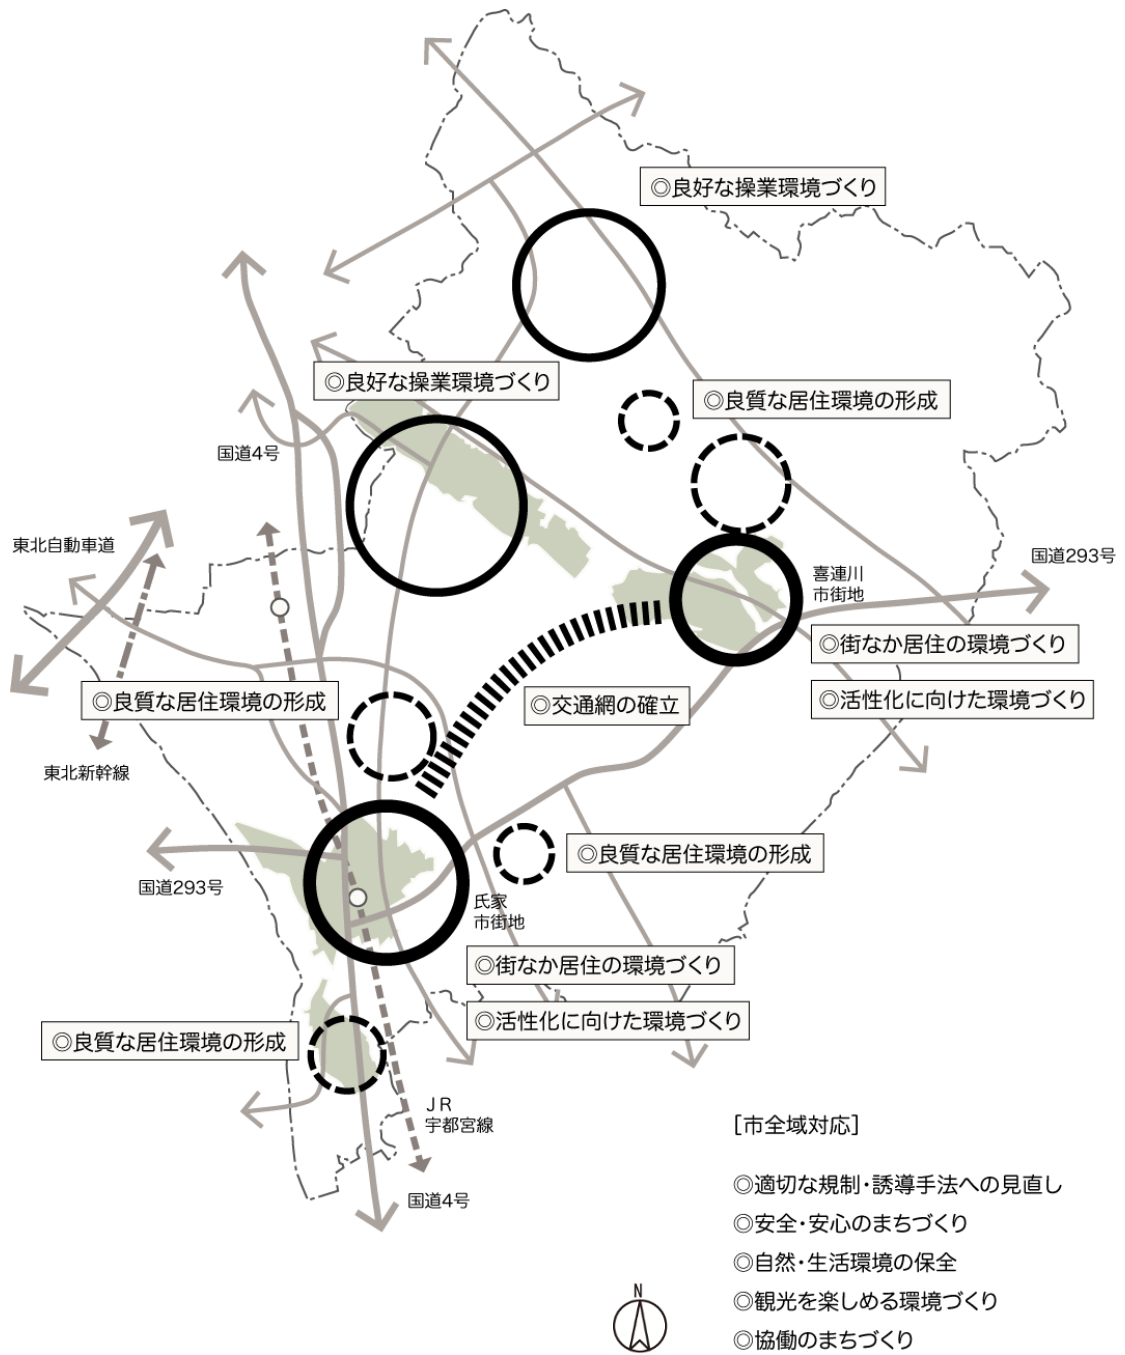 ◎良好な操業環境づくり
◎良好な操業環境づくり
◎良質な居住環境の形成
国道4号
東北自動車道
国道293号
喜連川
市街地
◎街なか居住の環境づくり
◎良質な居住環境の形成
◎交通網の確立
◎活性化に向けた環境づくり
東北新幹線
◎良質な居住環境の形成
国道293号
氏家
市街地
◎街なか居住の環境づくり
◎活性化に向けた環境づくり
◎良質な居住環境の形成
JR
宇都宮線
国道4号
[市全域対応]
◎適切な規制・誘導手法への見直し
◎安全・安心のまちづくり
◎自然・生活環境の保全
◎観光を楽しめる環境づくり
◎協働のまちづくり
N